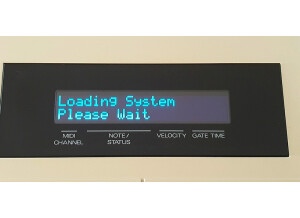 Loading System
Please Wait
MIDI CHANNEL NOTE/ STATUS VELOCITY GATE TIME